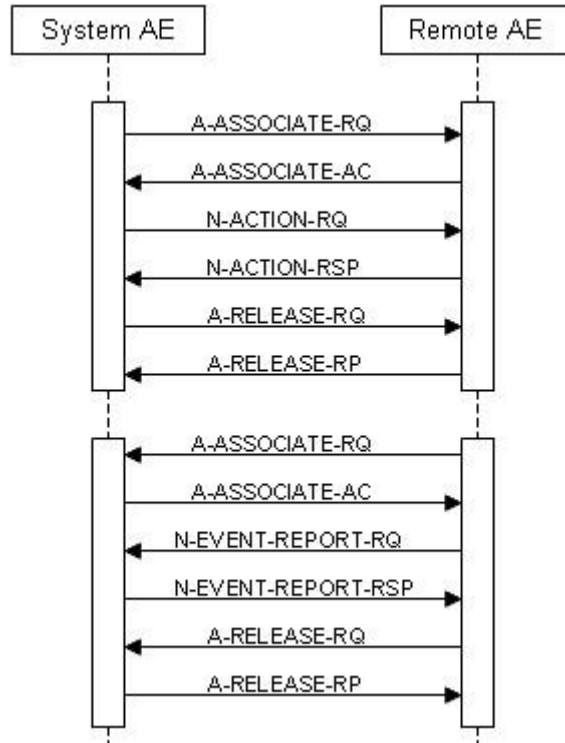 System AE
Remote AE
A-ASSOCIATE-RQ
A-ASSOCIATE-AC
N-ACTION-RQ
N-ACTION-RSP
A-RELEASE-RQ
A-RELEASE-RP
A-ASSOCIATE-RQ
A-ASSOCIATE-AC
N-EVENT-REPORT-RQ
N-EVENT-REPORT-RSP
A-RELEASE-RQ
A-RELEASE-RP